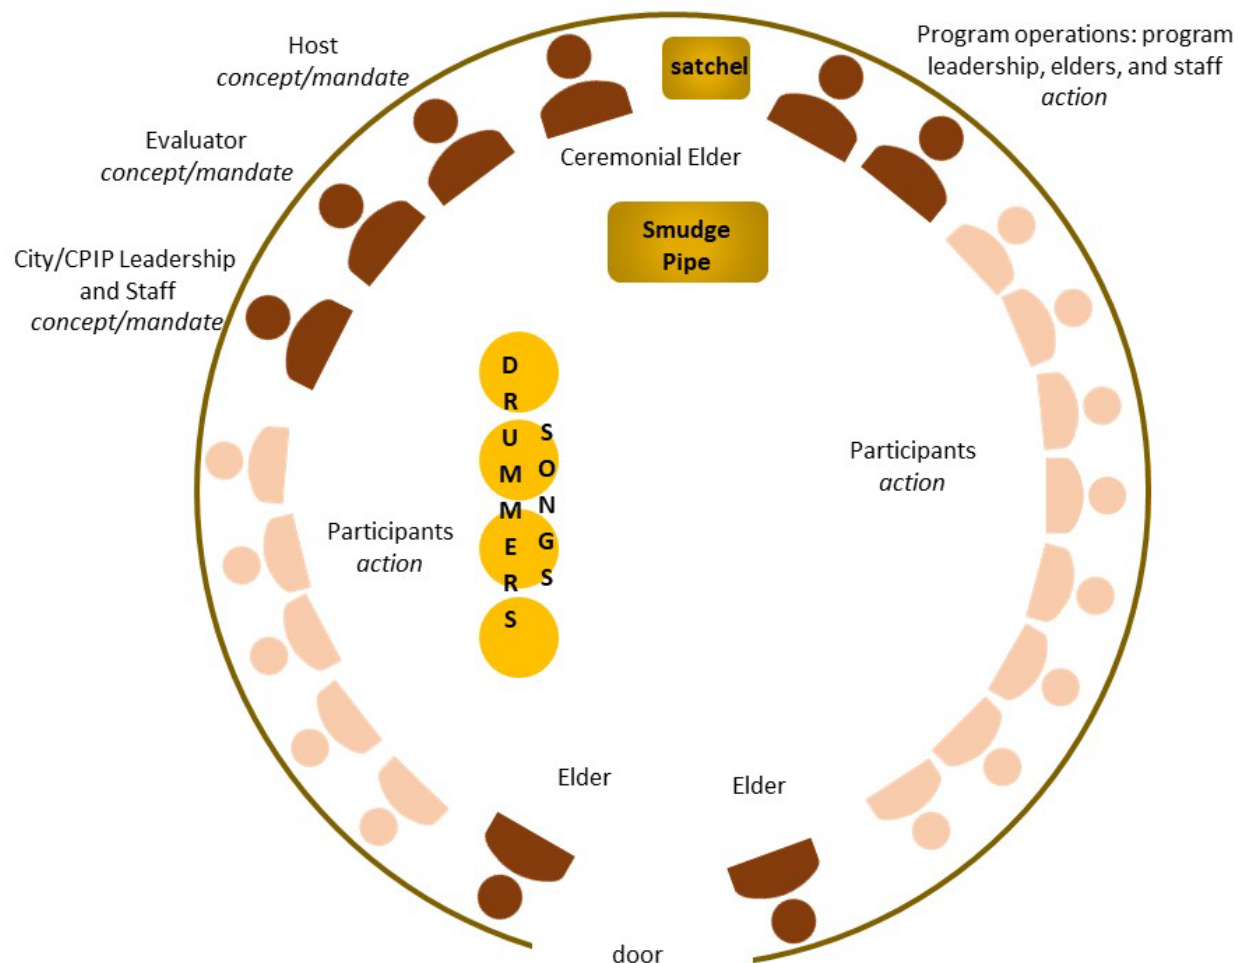 Host
concept/mandate
satchel
Program operations: program
leadership, elders, and staff
action
Evaluator
concept/mandate
Ceremonial Elder
Smudge
Pipe
City/CPIP Leadership
and Staff
concept/mandate
DRUMMERS
SONGS
Participants
action
Participants
action
Elder
Elder
door